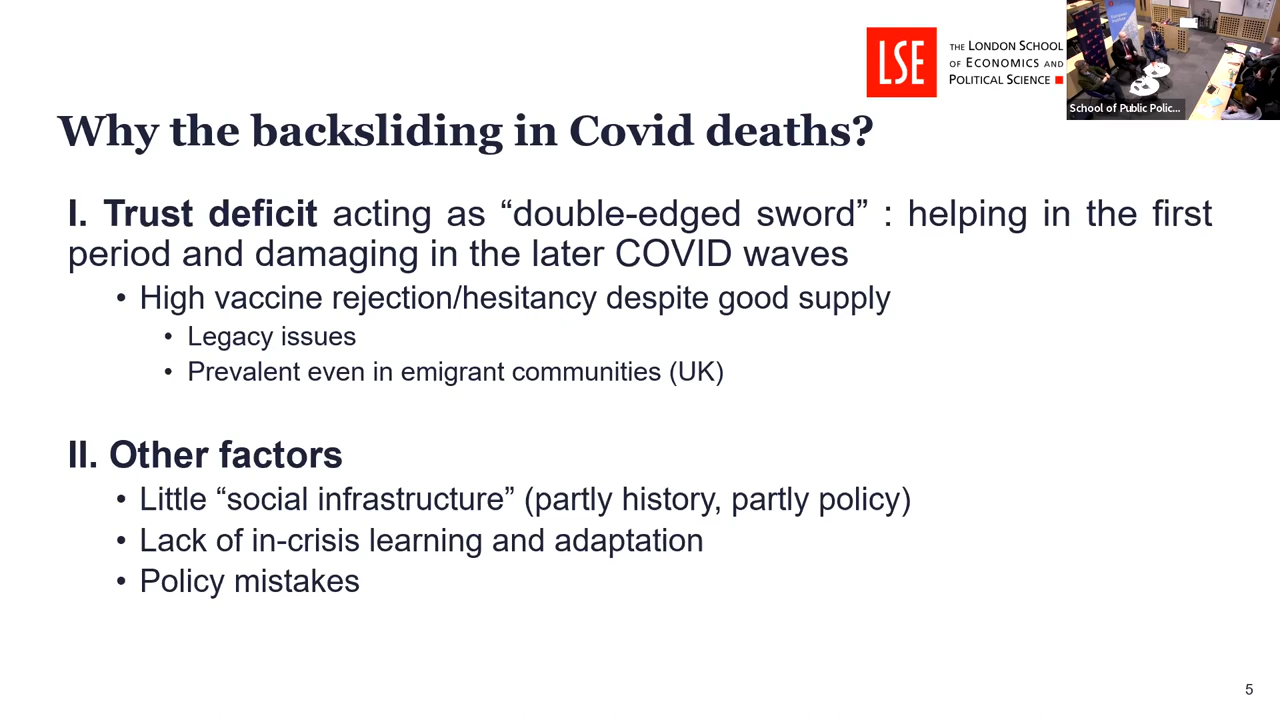 LSE
THE LONDON SCHOOL
OF ECONOMICS AND
POLITICAL SCIENCE
School of Public Polic...
Why the backsliding in Covid deaths?
I. Trust deficit acting as “double-edged sword” : helping in the first
period and damaging in the later COVID waves
• High vaccine rejection/hesitancy despite good supply
• Legacy issues
• Prevalent even in emigrant communities (UK)
II. Other factors
• Little “social infrastructure” (partly history, partly policy)
• Lack of in-crisis learning and adaptation
• Policy mistakes
5